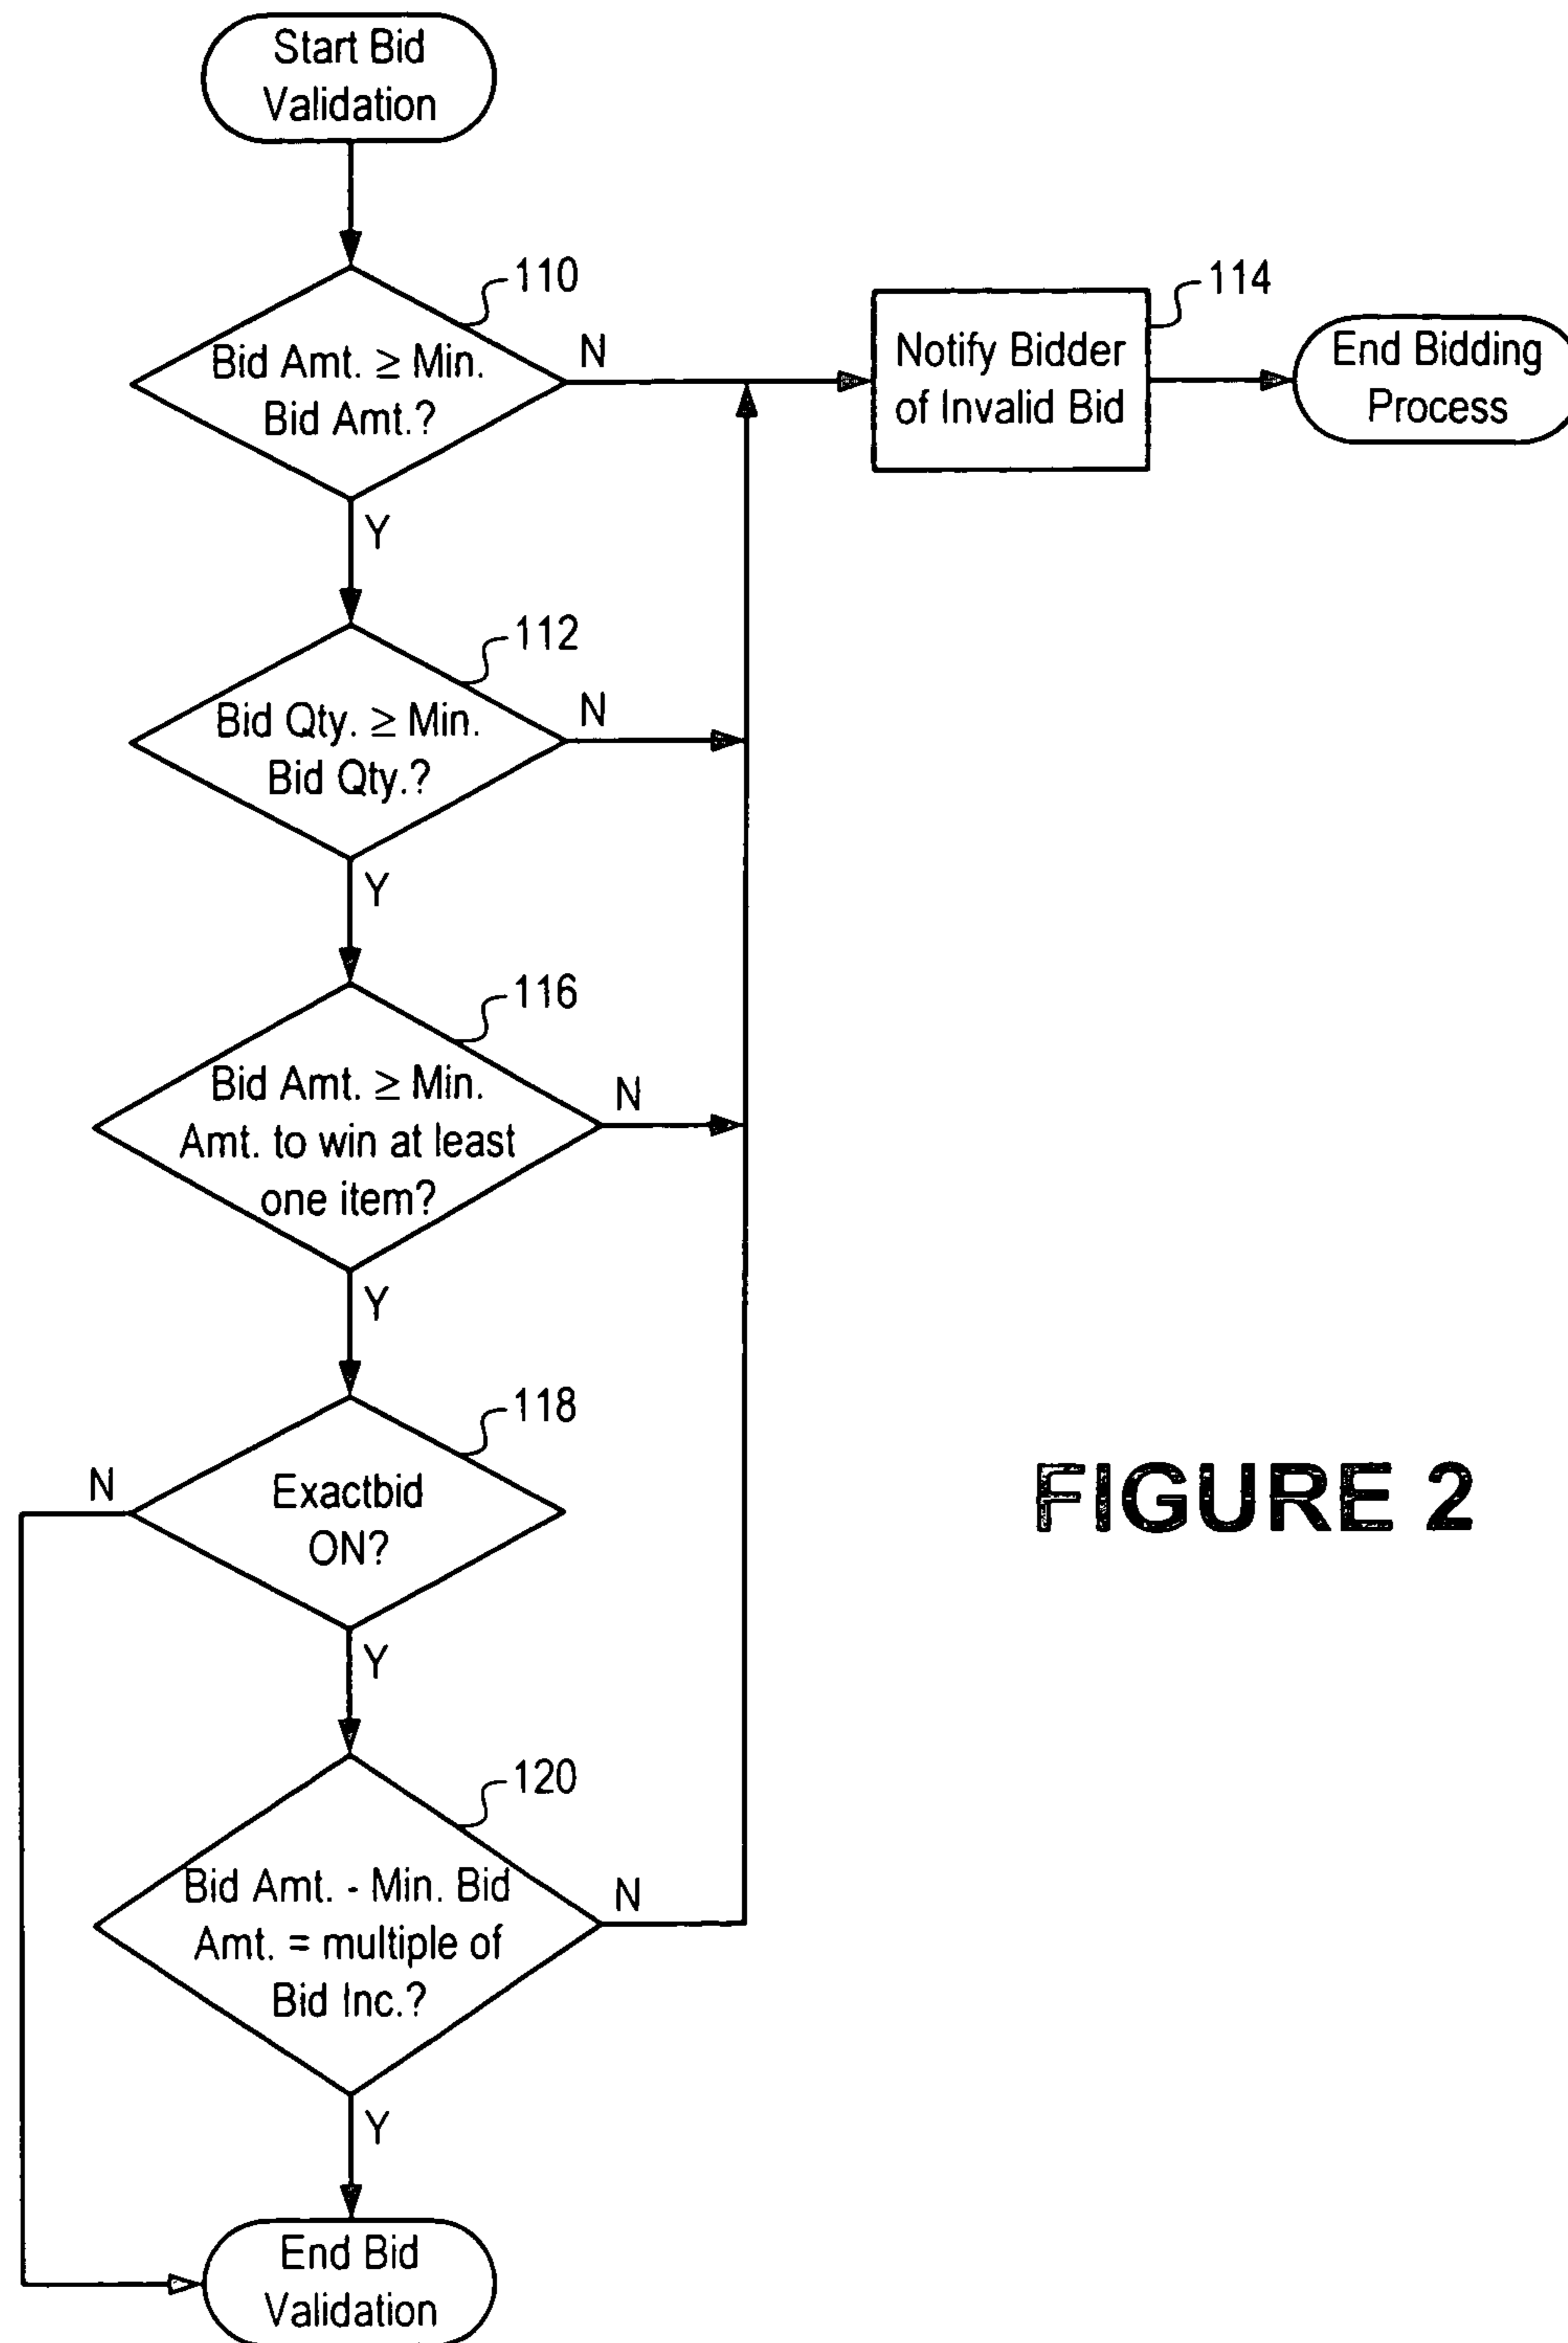 Start Bid
Validation
110
Bid Amt. ≥ Min.
Bid Amt.?
N
114
Notify Bidder
of Invalid Bid
End Bidding
Process
Y
112
Bid Qty. ≥ Min.
Bid Qty.?
N
Y
116
Bid Amt. ≥ Min.
Amt. to win at least
one item?
N
Y
118
N
Exactbid
ON?
FIGURE 2
Y
120
Bid Amt. - Min. Bid
Amt. = multiple of
Bid Inc.?
N
Y
End Bid
Validation